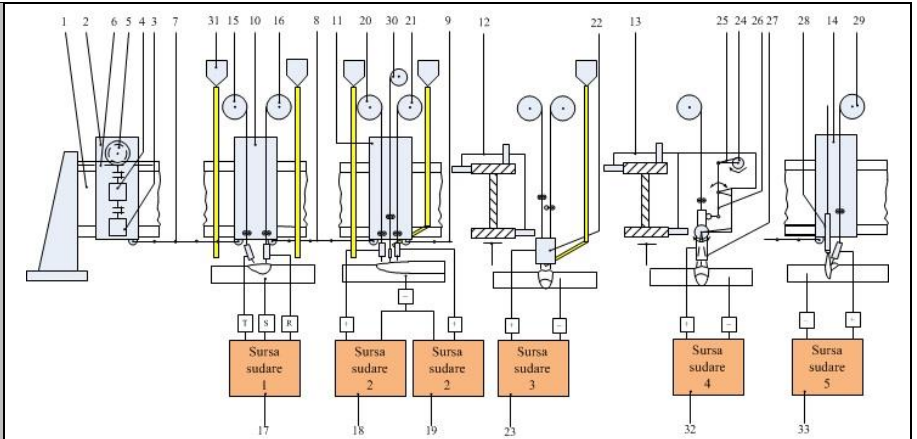 1 2 6 5 4 3 7 31 15 10 16 8 11 20 30 21 9 12 22 13 25 24 26 27 28 14 29
T S R
+ – + + – + – – +
Sursa sudare 1
Sursa sudare 2
Sursa sudare 2
Sursa sudare 3
Sursa sudare 4
Sursa sudare 5
17 18 19 23 32 33